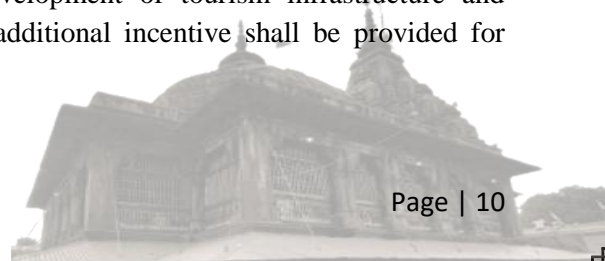 velopment of tourism infrastructure and
additional incentive shall be provided for
Page | 10